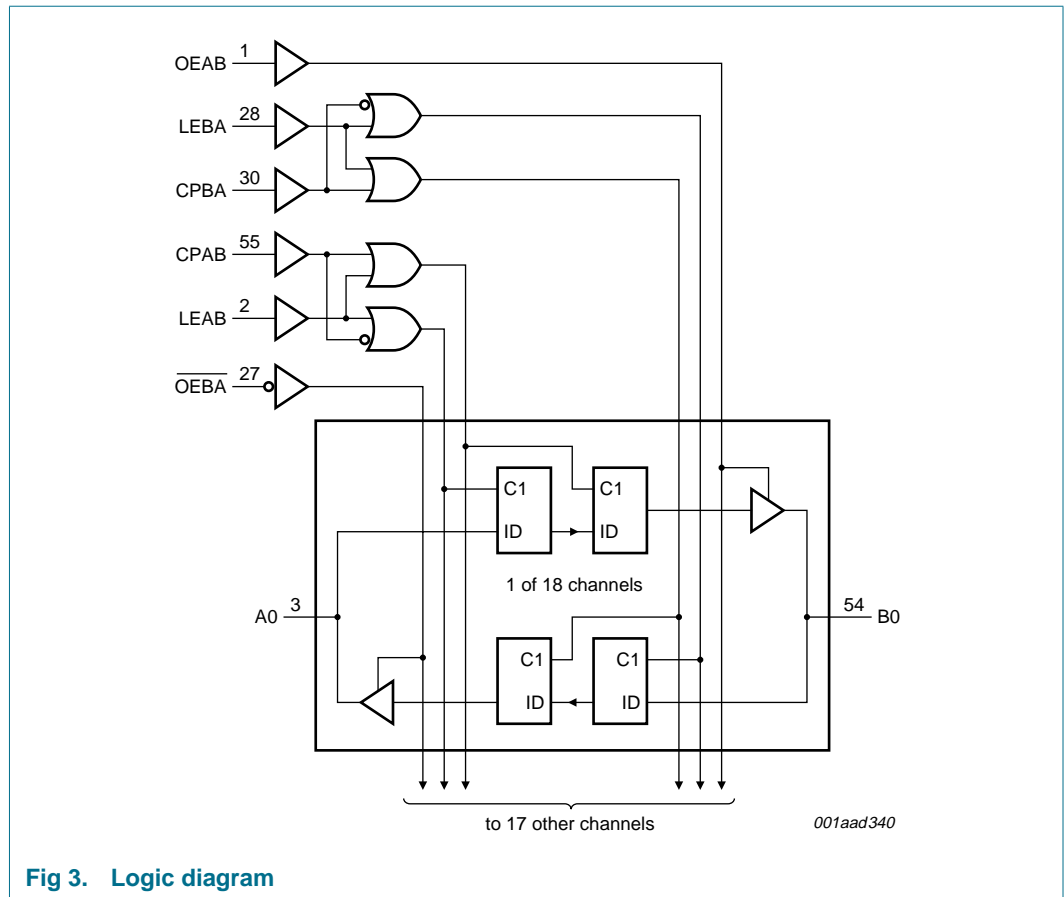 OEAB 1
LEBA 28
CPBA 30
CPAB 55
LEAB 2
OEBA 27
C1 C1
ID ID
1 of 18 channels
A0 3
54 B0
C1 C1
ID ID
to 17 other channels
001aad340
Fig 3. Logic diagram